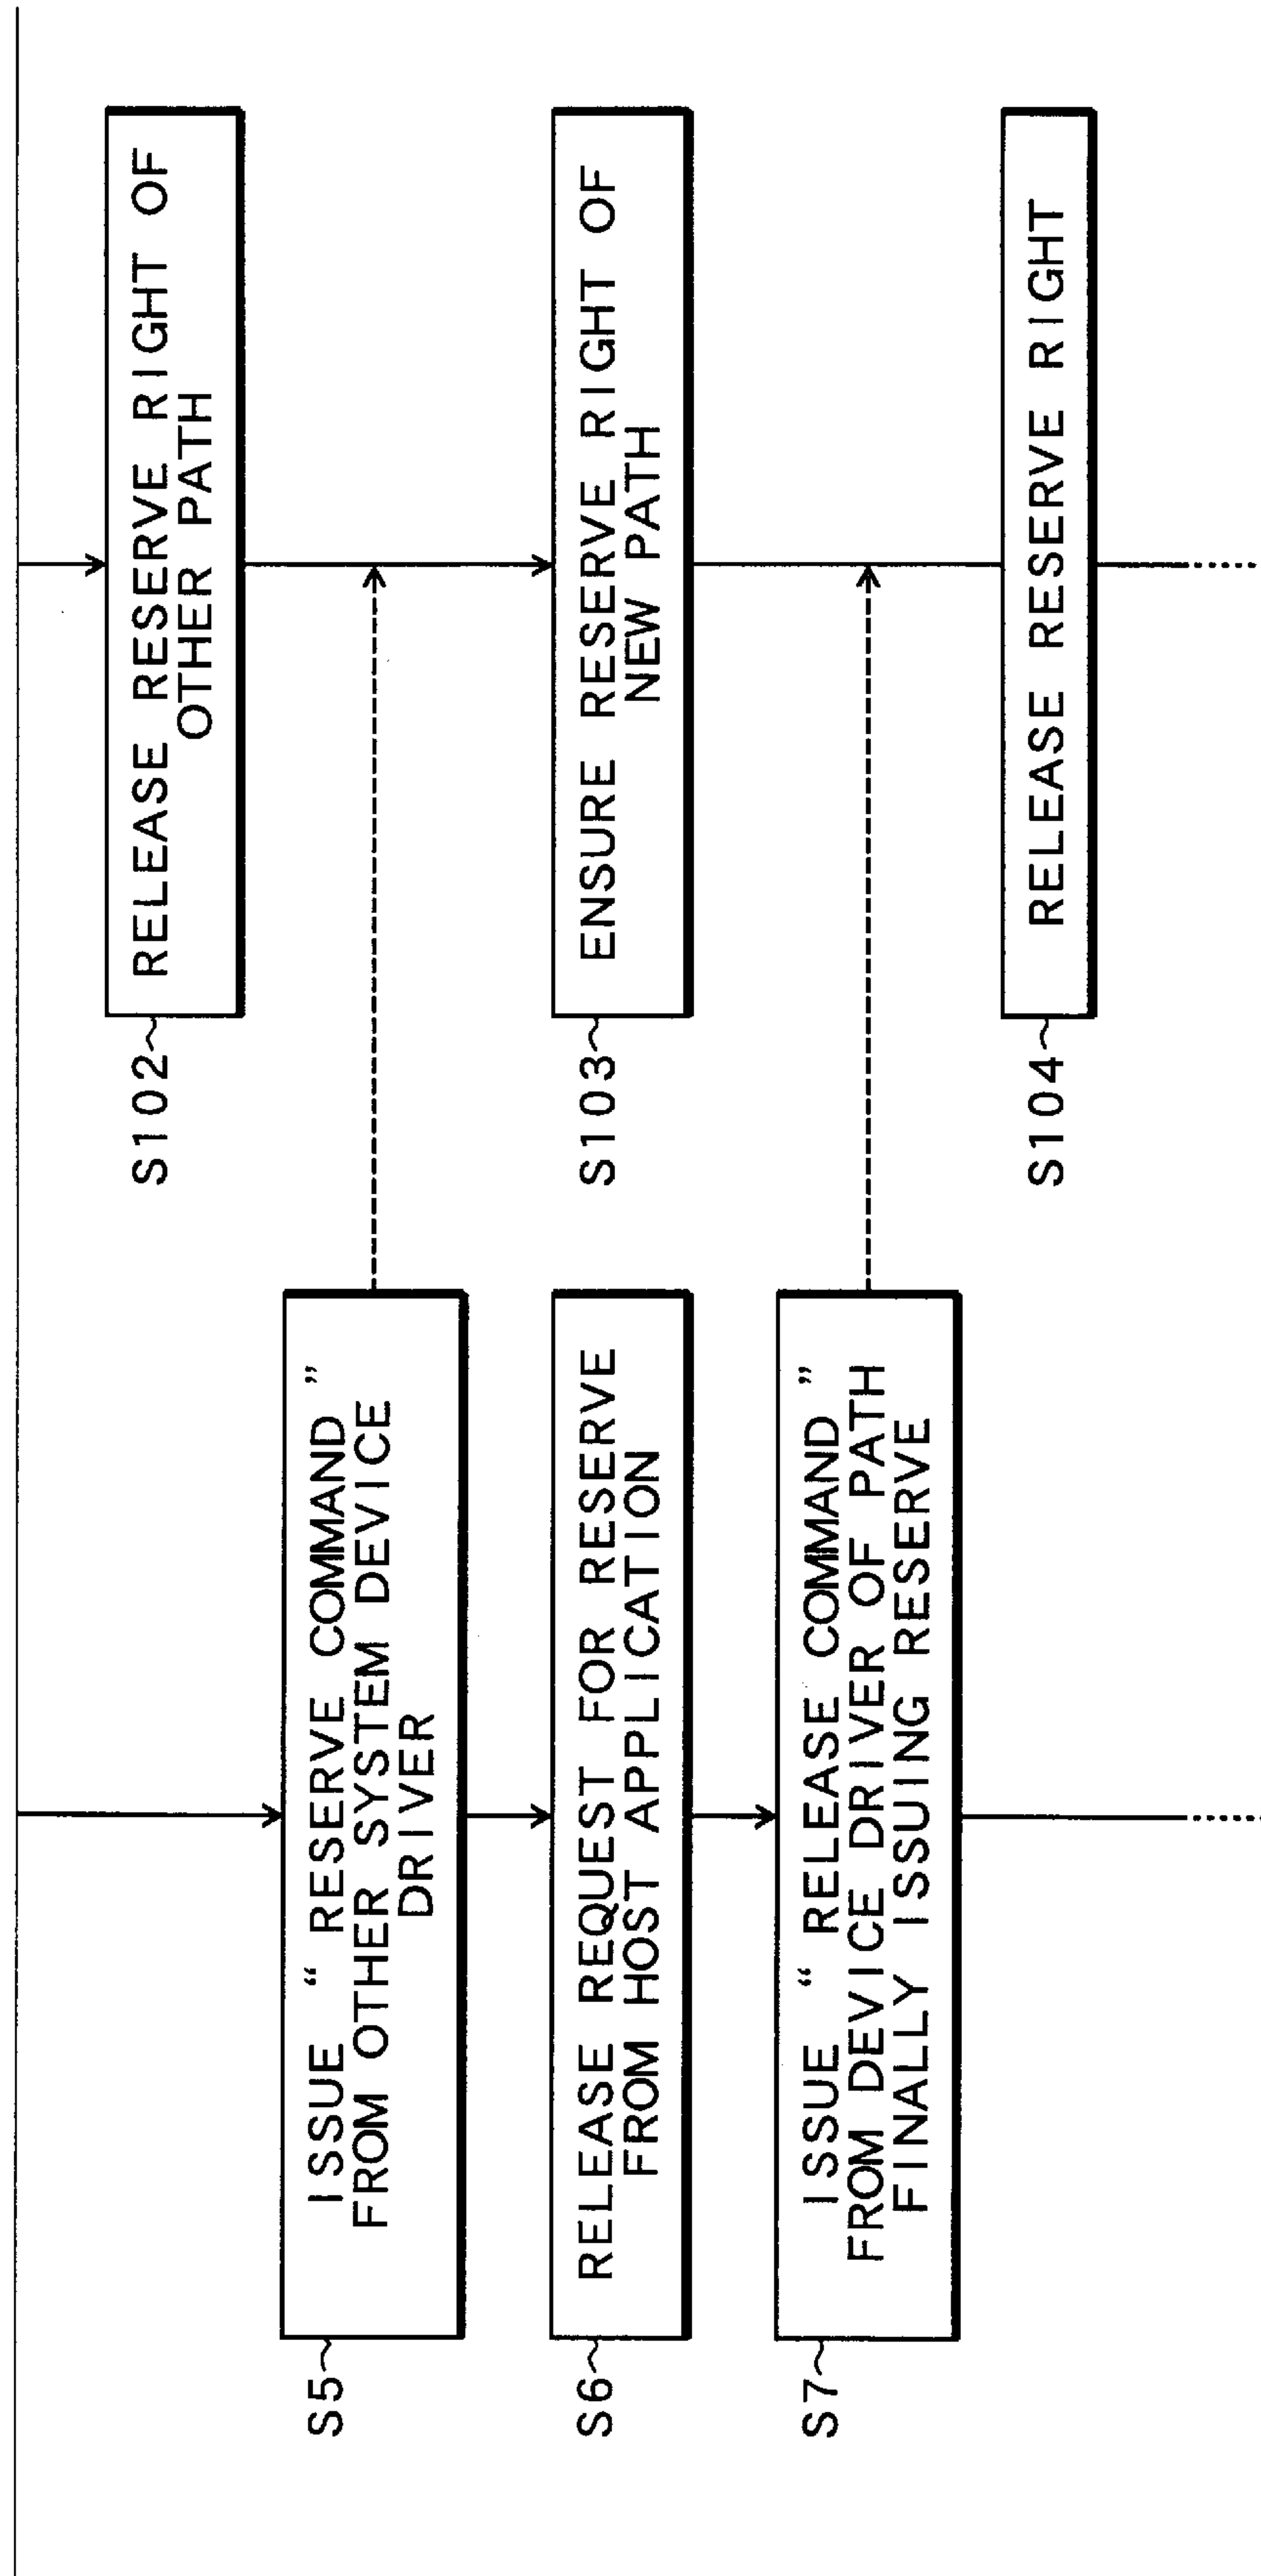 S5
ISSUE " RESERVE COMMAND "
FROM OTHER SYSTEM DEVICE
DRIVER
S6
RELEASE REQUEST FOR RESERVE
FROM HOST APPLICATION
S7
ISSUE " RELEASE COMMAND "
FROM DEVICE DRIVER OF PATH
FINALLY ISSUING RESERVE
S102
RELEASE RESERVE RIGHT OF
OTHER PATH
S103
ENSURE RESERVE RIGHT OF
NEW PATH
S104
RELEASE RESERVE RIGHT